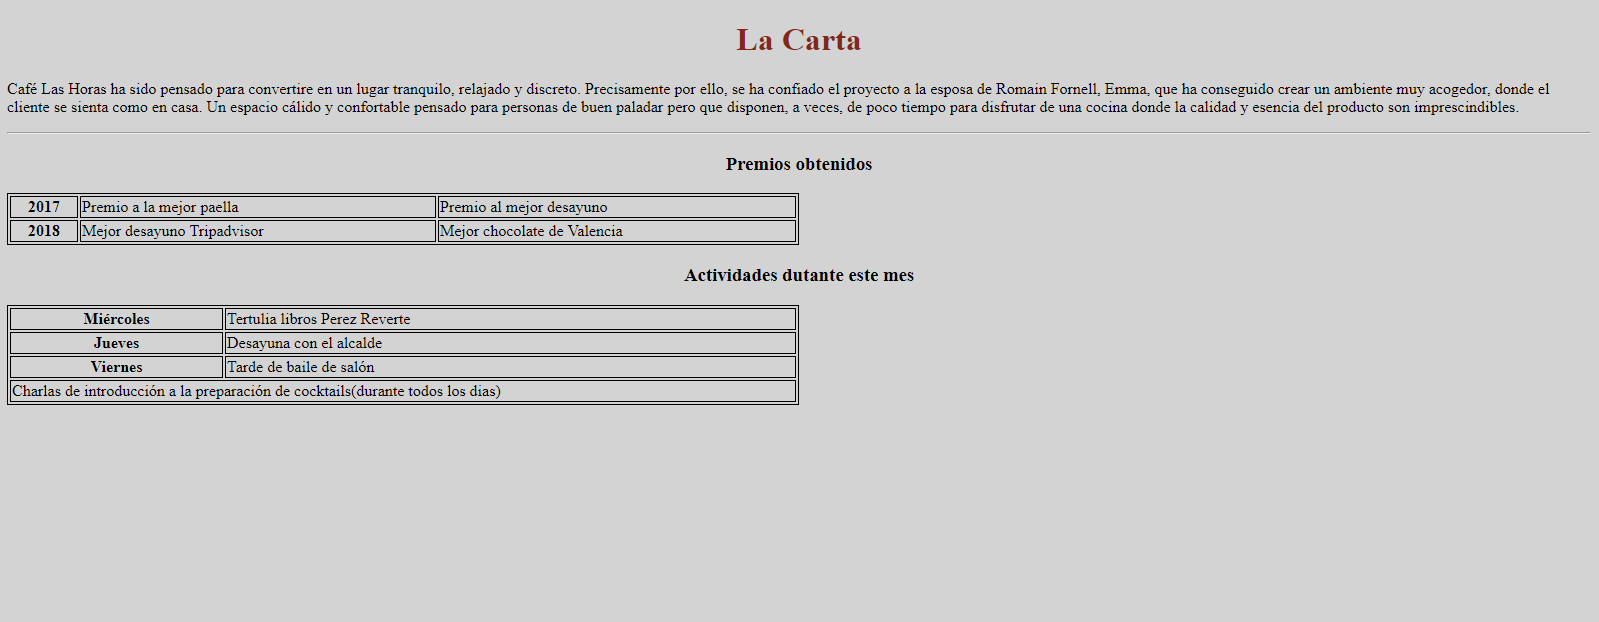 La Carta
Café Las Horas ha sido pensado para convertire en un lugar tranquilo, relajado y discreto. Precisamente por ello, se ha confiado el proyecto a la esposa de Romain Fornell, Emma, que ha conseguido crear un ambiente muy acogedor, donde el
cliente se sienta como en casa. Un espacio cálido y confortable pensado para personas de buen paladar pero que disponen, a veces, de poco tiempo para disfrutar de una cocina donde la calidad y esencia del producto son imprescindibles.
Premios obtenidos
2017 Premio a la mejor paella Premio al mejor desayuno
2018 Mejor desayuno Tripadvisor Mejor chocolate de Valencia
Actividades dutante este mes
Miércoles Tertulia libros Perez Reverte
Jueves Desayuna con el alcalde
Viernes Tarde de baile de salón
Charlas de introducción a la preparación de cocktails(durante todos los dias)